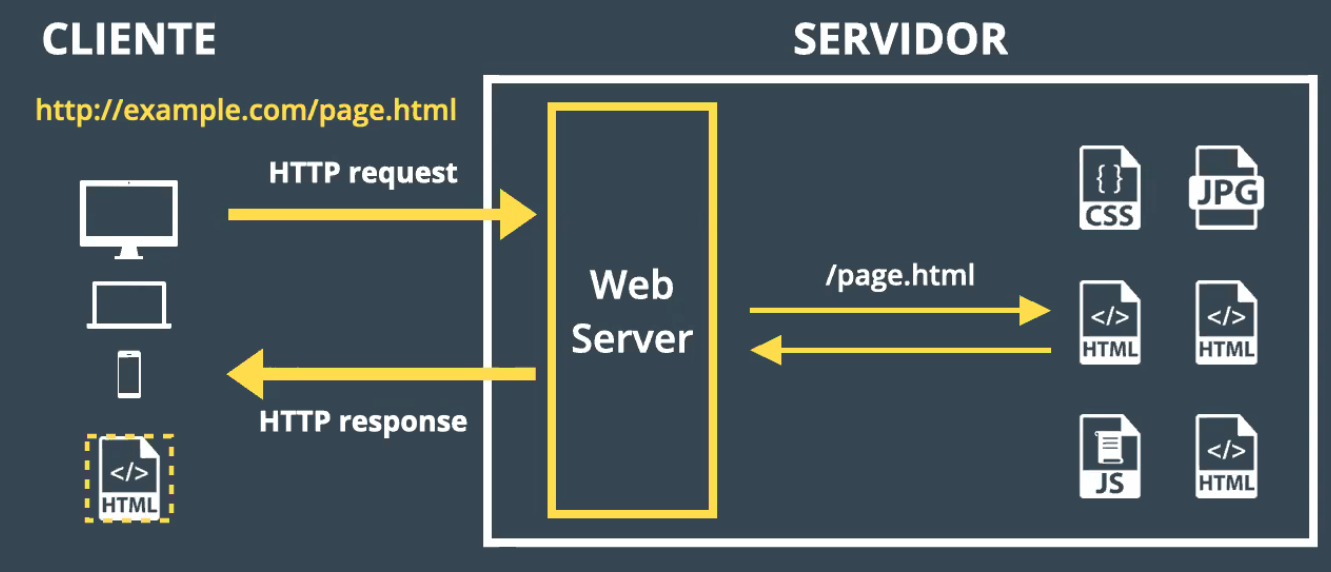 CLIENTE
SERVIDOR
http://example.com/page.html
HTTP request
Web
Server
HTTP response
HTML
/page.html
{ }
CSS
JPG
</>
HTML
</>
HTML
JS
</>
HTML
</>